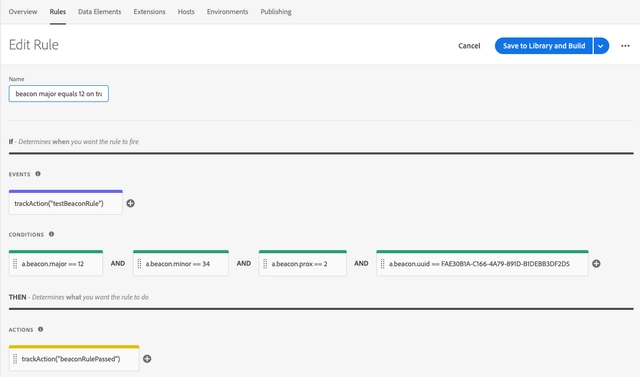 Overview Rules Data Elements Extensions Hosts Environments Publishing
Edit Rule Cancel Save to Library and Build
Name
beacon major equals 12 on tra
If - Determines when you want the rule to fire
EVENTS
trackAction("testBeaconRule")
CONDITIONS
a.beacon.major == 12 AND a.beacon.minor == 34 AND a.beacon.prox == 2 AND a.beacon.uuid == FAE30B1A-C166-4A79-891D-B1DEBB3DF2D5
THEN - Determines what you want the rule to do
ACTIONS
trackAction("beaconRulePassed")